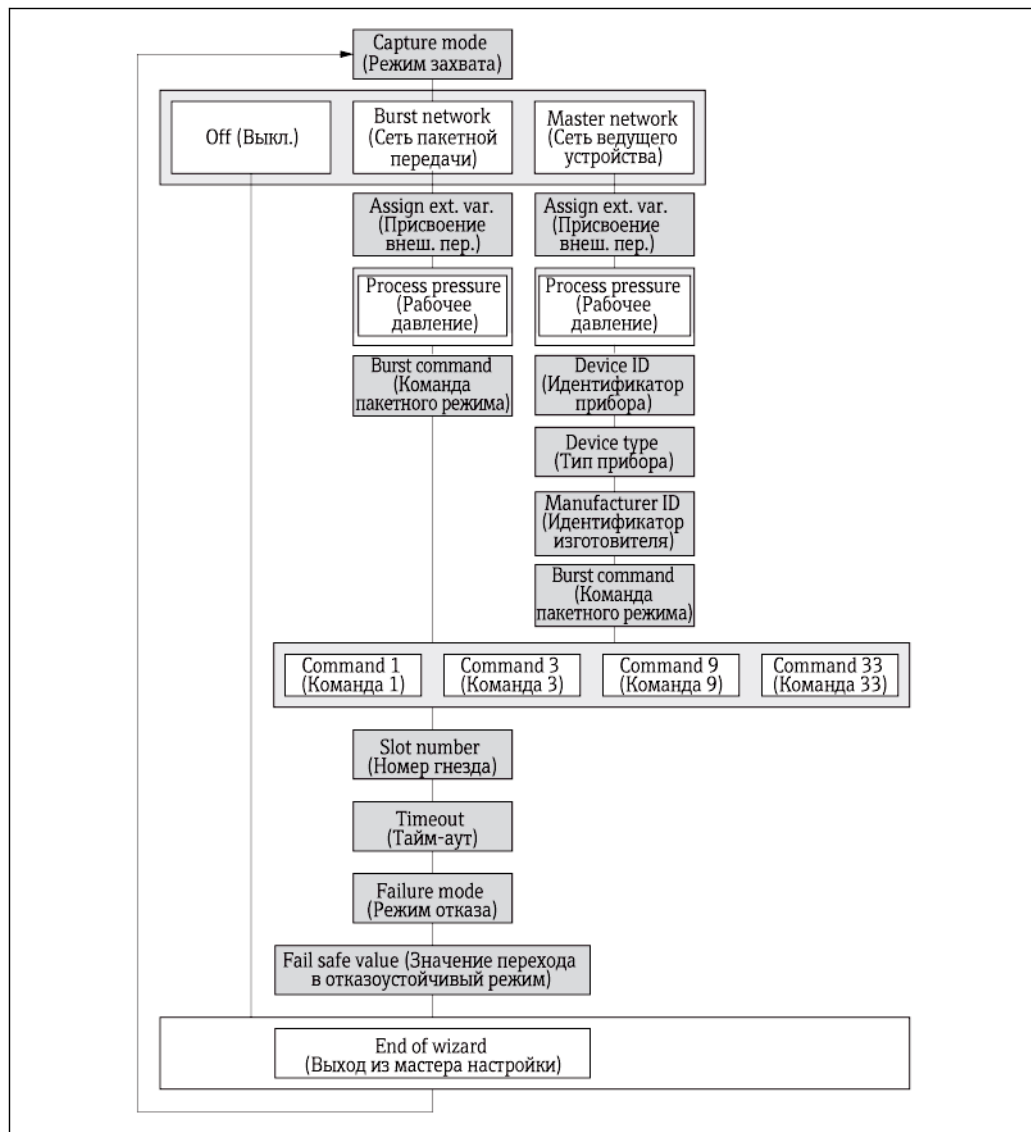 Capture mode
(Режим захвата)
Off (Выкл.)
Burst network
(Сеть пакетной
передачи)
Master network
(Сеть ведущего
устройства)
Assign ext. var.
(Присвоение
внеш. пер.)
Assign ext. var.
(Присвоение
внеш. пер.)
Process pressure
(Рабочее
давление)
Process pressure
(Рабочее
давление)
Burst command
(Команда
пакетного режима)
Device ID
(Идентификатор
прибора)
Device type
(Тип прибора)
Manufacturer ID
(Идентификатор
изготовителя)
Burst command
(Команда
пакетного режима)
Command 1
(Команда 1)
Command 3
(Команда 3)
Command 9
(Команда 9)
Command 33
(Команда 33)
Slot number
(Номер гнезда)
Timeout
(Тайм-аут)
Failure mode
(Режим отказа)
Fail safe value (Значение перехода
в отказоустойчивый режим)
End of wizard
(Выход из мастера настройки)